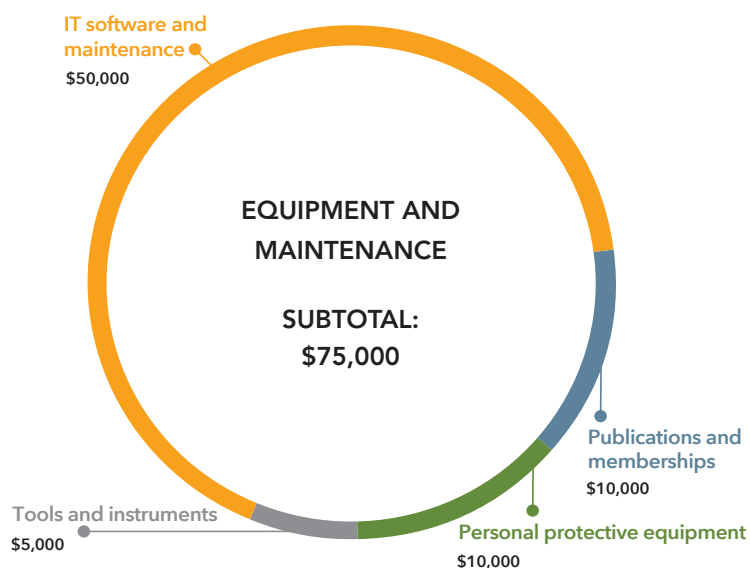 IT software and
maintenance
$50,000
EQUIPMENT AND
MAINTENANCE
SUBTOTAL:
$75,000
Publications and
memberships
$10,000
Tools and instruments
$5,000
Personal protective equipment
$10,000